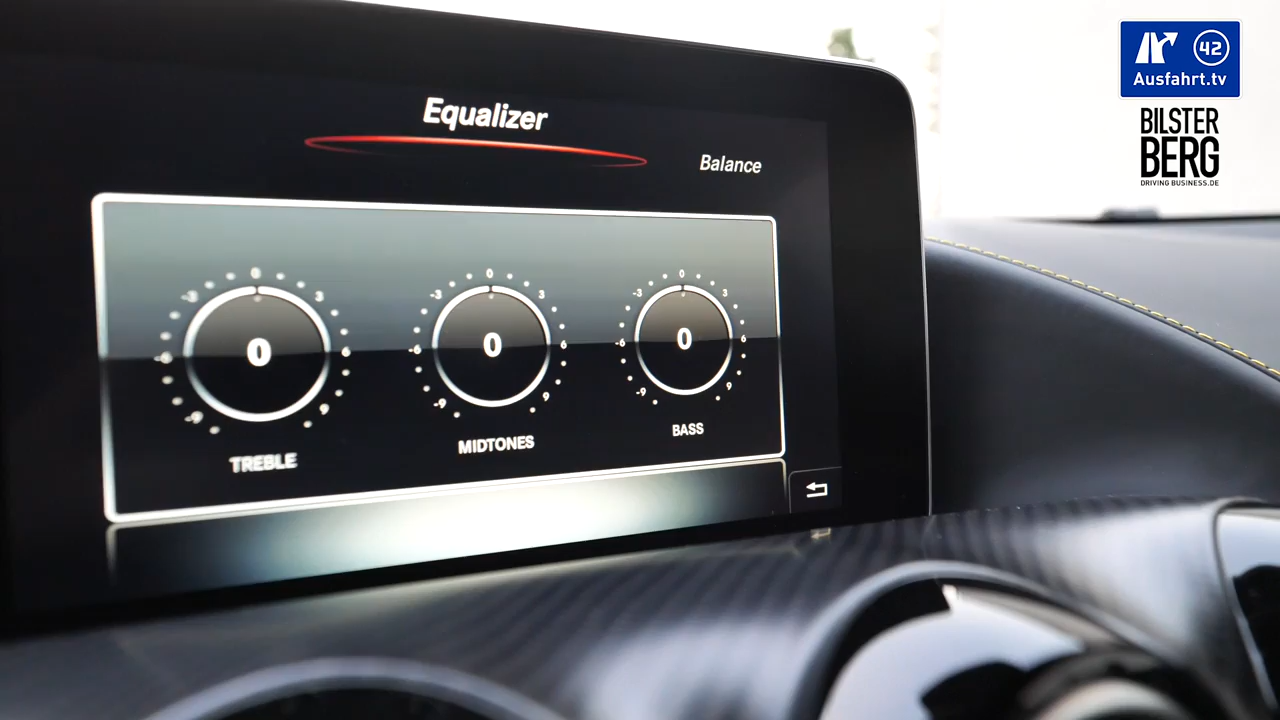 42
Ausfahrt.tv
BILSTER
BERG
DRIVING BUSINESS.DE
Equalizer
Balance
0
-3 3
-6 6
-9 9
0
TREBLE
0
-3 3
-6 6
-9 9
0
MIDTONES
0
-3 3
-6 6
-9 9
0
BASS